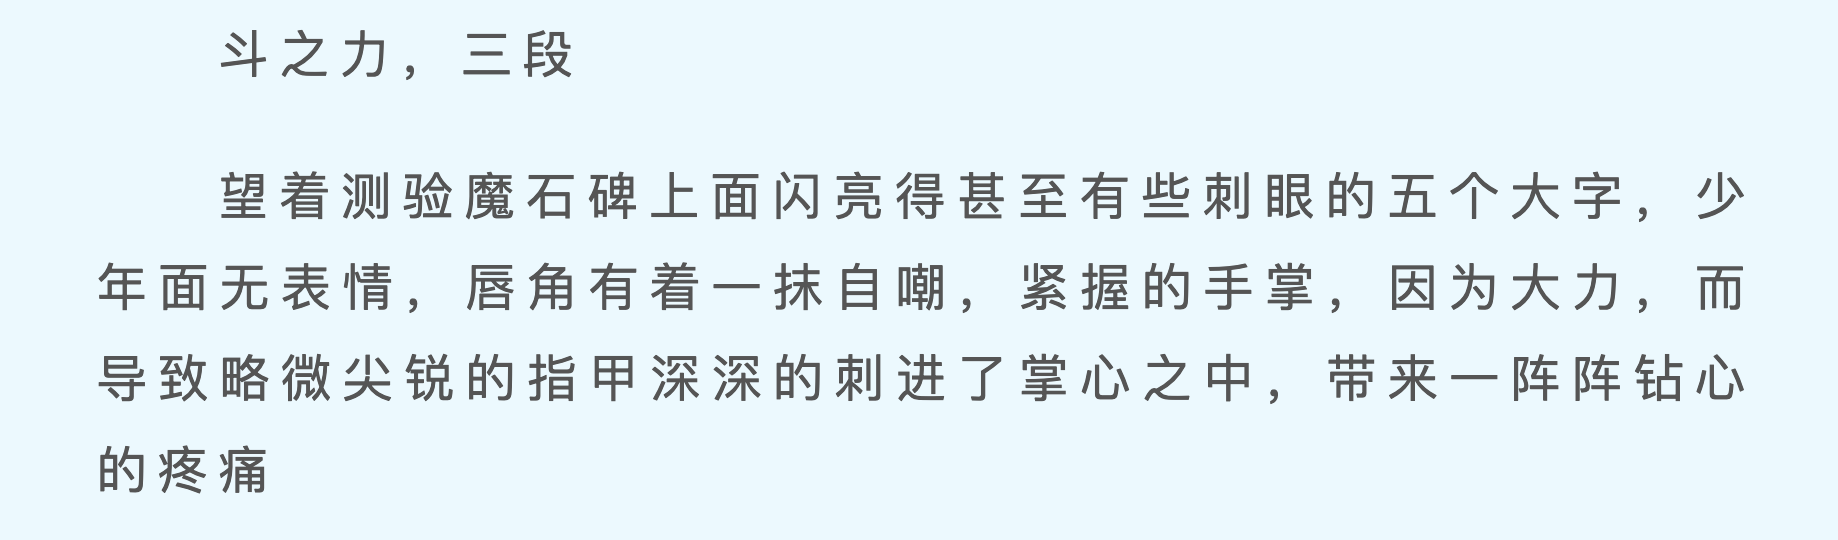 斗之力，三段
望着测验魔石碑上面闪亮得甚至有些刺眼的五个大字，少
年面无表情，唇角有着一抹自嘲，紧握的手掌，因为大力，而
导致略微尖锐的指甲深深的刺进了掌心之中，带来一阵阵钻心
的疼痛